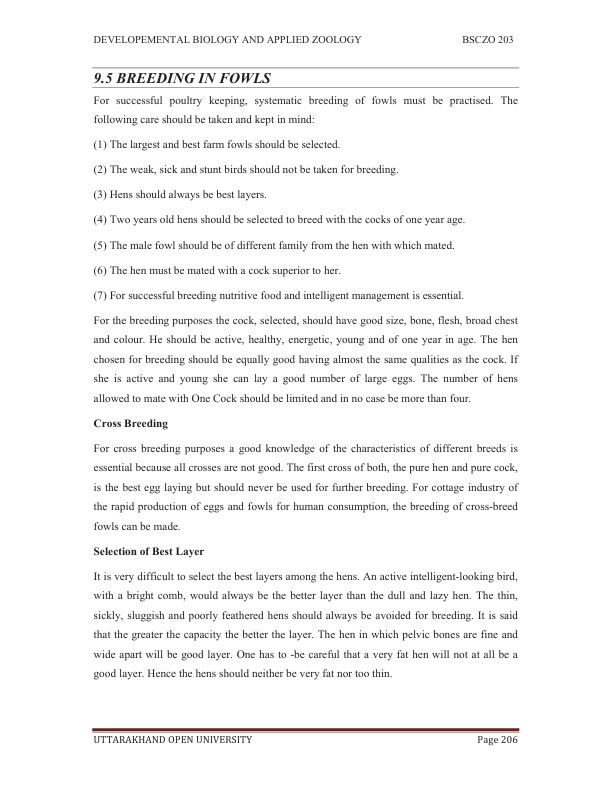 DEVELOPEMENTAL BIOLOGY AND APPLIED ZOOLOGY BSCZO 203
9.5 BREEDING IN FOWLS
For successful poultry keeping, systematic breeding of fowls must be practised. The
following care should be taken and kept in mind:
(1) The largest and best farm fowls should be selected.
(2) The weak, sick and stunt birds should not be taken for breeding.
(3) Hens should always be best layers.
(4) Two years old hens should be selected to breed with the cocks of one year age.
(5) The male fowl should be of different family from the hen with which mated.
(6) The hen must be mated with a cock superior to her.
(7) For successful breeding nutritive food and intelligent management is essential.
For the breeding purposes the cock, selected, should have good size, bone, flesh, broad chest
and colour. He should be active, healthy, energetic, young and of one year in age. The hen
chosen for breeding should be equally good having almost the same qualities as the cock. If
she is active and young she can lay a good number of large eggs. The number of hens
allowed to mate with One Cock should be limited and in no case be more than four.
Cross Breeding
For cross breeding purposes a good knowledge of the characteristics of different breeds is
essential because all crosses are not good. The first cross of both, the pure hen and pure cock,
is the best egg laying but should never be used for further breeding. For cottage industry of
the rapid production of eggs and fowls for human consumption, the breeding of cross-breed
fowls can be made.
Selection of Best Layer
It is very difficult to select the best layers among the hens. An active intelligent-looking bird,
with a bright comb, would always be the better layer than the dull and lazy hen. The thin,
sickly, sluggish and poorly feathered hens should always be avoided for breeding. It is said
that the greater the capacity the better the layer. The hen in which pelvic bones are fine and
wide apart will be good layer. One has to -be careful that a very fat hen will not at all be a
good layer. Hence the hens should neither be very fat nor too thin.
UTTARAKHAND OPEN UNIVERSITY Page 206